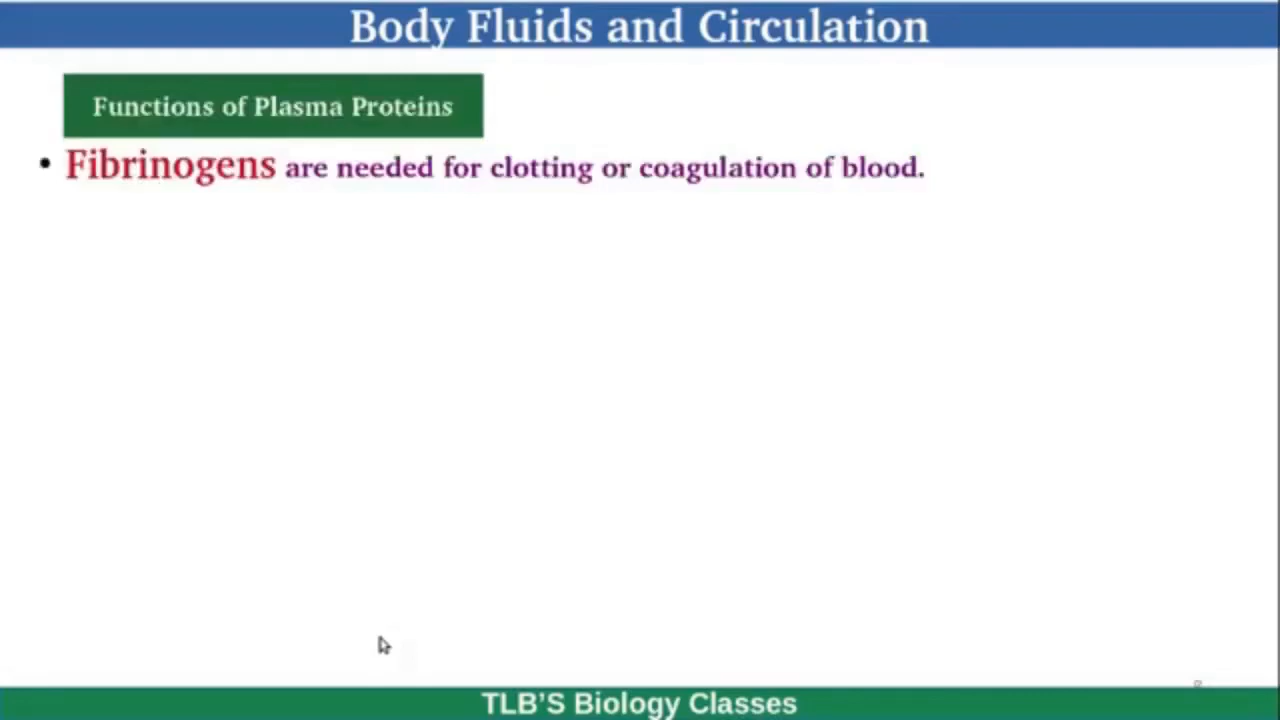 Body Fluids and Circulation
Functions of Plasma Proteins
• Fibrinogens are needed for clotting or coagulation of blood.
TLB’S Biology Classes